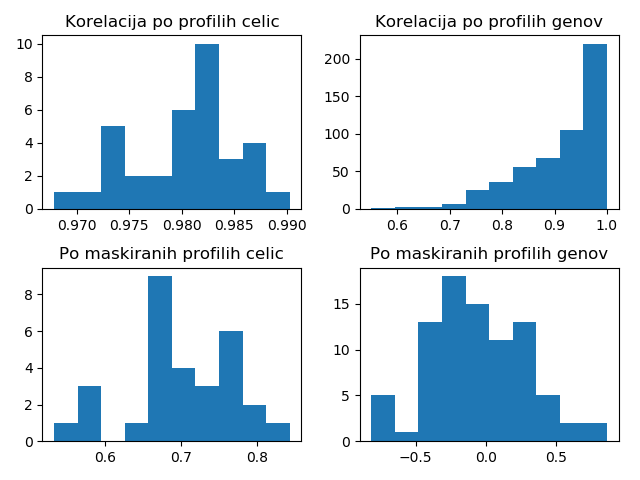 Korelacija po profilih celic
10
8
6
4
2
0
0.970 0.975 0.980 0.985 0.990
Korelacija po profilih genov
200
150
100
50
0
0.6 0.7 0.8 0.9 1.0
Po maskiranih profilih celic
8
6
4
2
0
0.6 0.7 0.8
Po maskiranih profilih genov
15
10
5
0
−0.5 0.0 0.5